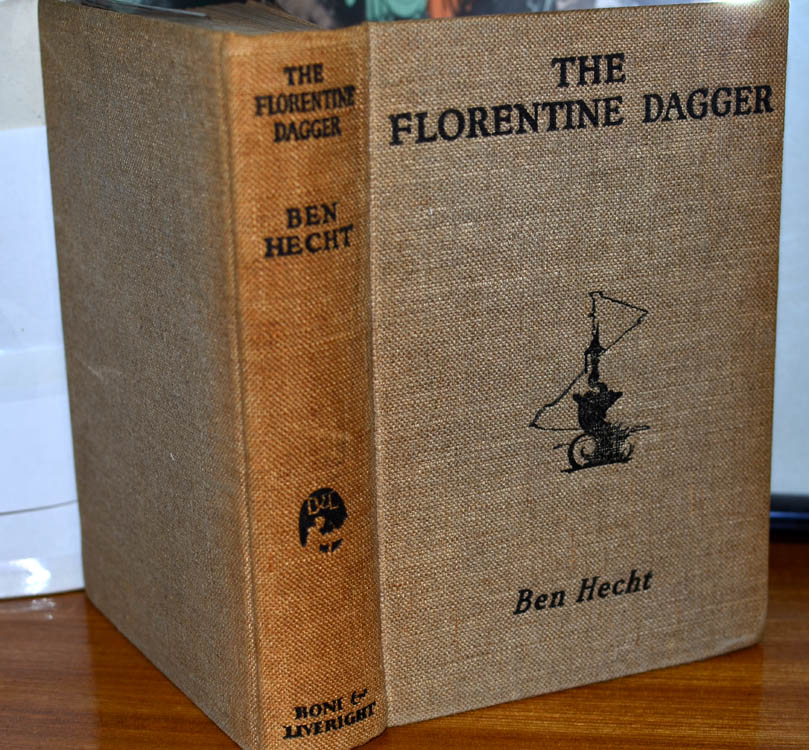 THE
FLORENTINE
DAGGER
BEN
HECHT
B&L
BONI &
LIVERIGHT
THE
FLORENTINE DAGGER
Ben Hecht